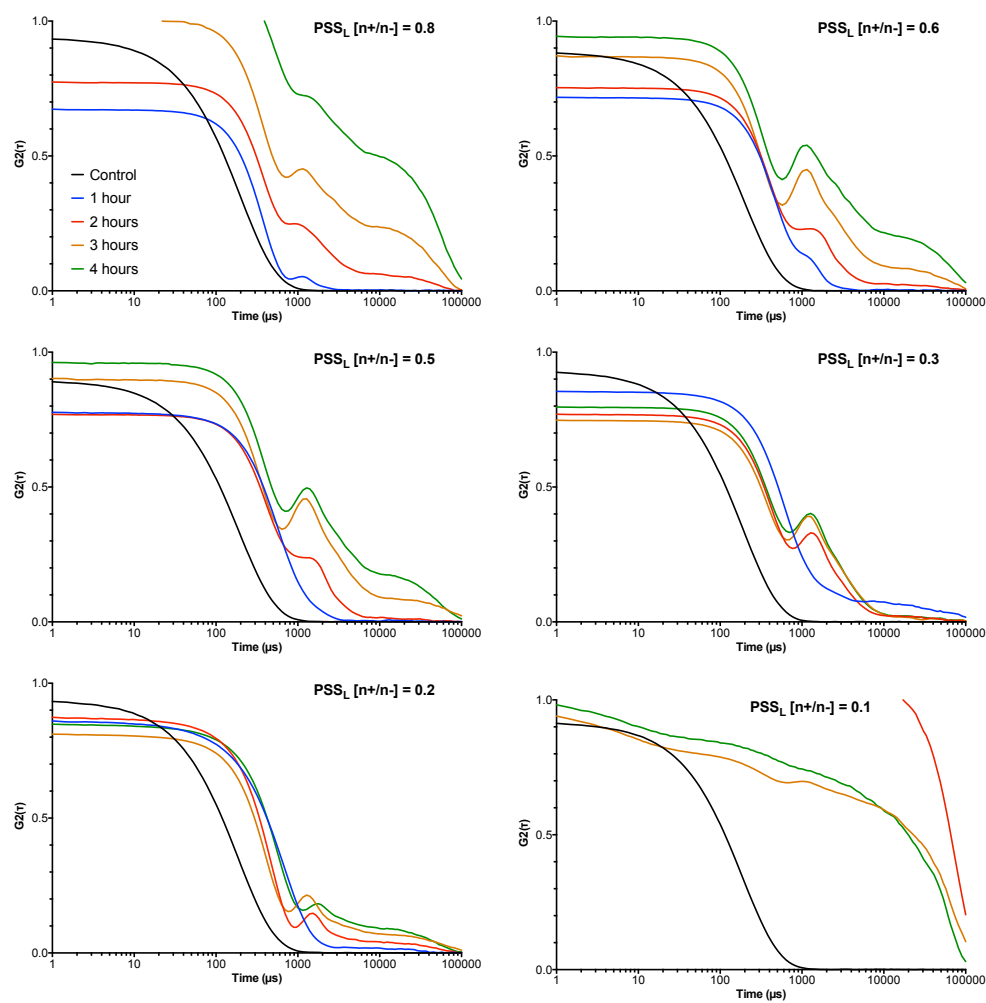 PSSL [n+/n-] = 0.8
G2(τ)
1.0
0.5
0.0
Control
1 hour
2 hours
3 hours
4 hours
1 10 100 1000 10000 100000
Time (µs)
PSSL [n+/n-] = 0.6
G2(τ)
1.0
0.5
0.0
1 10 100 1000 10000 100000
Time (µs)
PSSL [n+/n-] = 0.5
G2(τ)
1.0
0.5
0.0
1 10 100 1000 10000 100000
Time (µs)
PSSL [n+/n-] = 0.3
G2(τ)
1.0
0.5
0.0
1 10 100 1000 10000 100000
Time (µs)
PSSL [n+/n-] = 0.2
G2(τ)
1.0
0.5
0.0
1 10 100 1000 10000 100000
Time (µs)
PSSL [n+/n-] = 0.1
G2(τ)
1.0
0.5
0.0
1 10 100 1000 10000 100000
Time (µs)